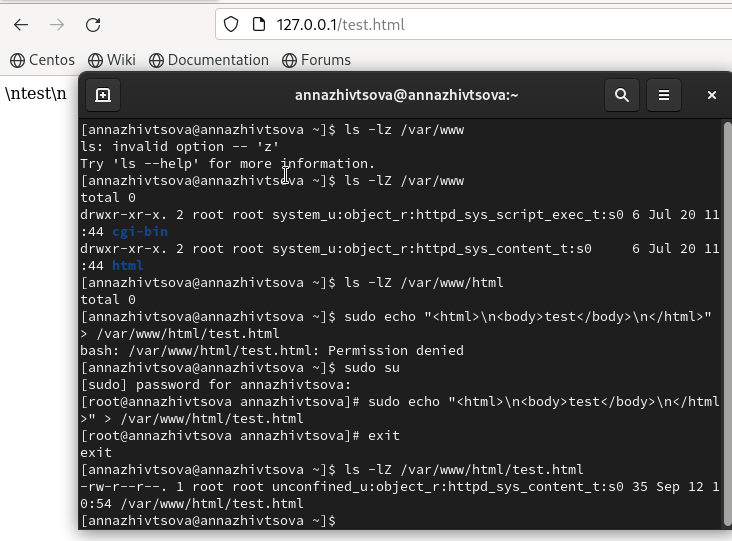 127.0.0.1/test.html
Centos Wiki Documentation Forums
\ntest\n
annazhivtsova@annazhivtsova:~
[annazhivtsova@annazhivtsova ~]$ ls -lz /var/www
ls: invalid option -- 'z'
Try 'ls --help' for more information.
[annazhivtsova@annazhivtsova ~]$ ls -lZ /var/www
total 0
drwxr-xr-x. 2 root root system_u:object_r:httpd_sys_script_exec_t:s0 6 Jul 20 11
:44 cgi-bin
drwxr-xr-x. 2 root root system_u:object_r:httpd_sys_content_t:s0     6 Jul 20 11
:44 html
[annazhivtsova@annazhivtsova ~]$ ls -lZ /var/www/html
total 0
[annazhivtsova@annazhivtsova ~]$ sudo echo "<html>\n<body>test</body>\n</html>"
> /var/www/html/test.html
bash: /var/www/html/test.html: Permission denied
[annazhivtsova@annazhivtsova ~]$ sudo su
[sudo] password for annazhivtsova:
[root@annazhivtsova annazhivtsova]# sudo echo "<html>\n<body>test</body>\n</html
>" > /var/www/html/test.html
[root@annazhivtsova annazhivtsova]# exit
exit
[annazhivtsova@annazhivtsova ~]$ ls -lZ /var/www/html/test.html
-rw-r--r--. 1 root root unconfined_u:object_r:httpd_sys_content_t:s0 35 Sep 12 1
0:54 /var/www/html/test.html
[annazhivtsova@annazhivtsova ~]$